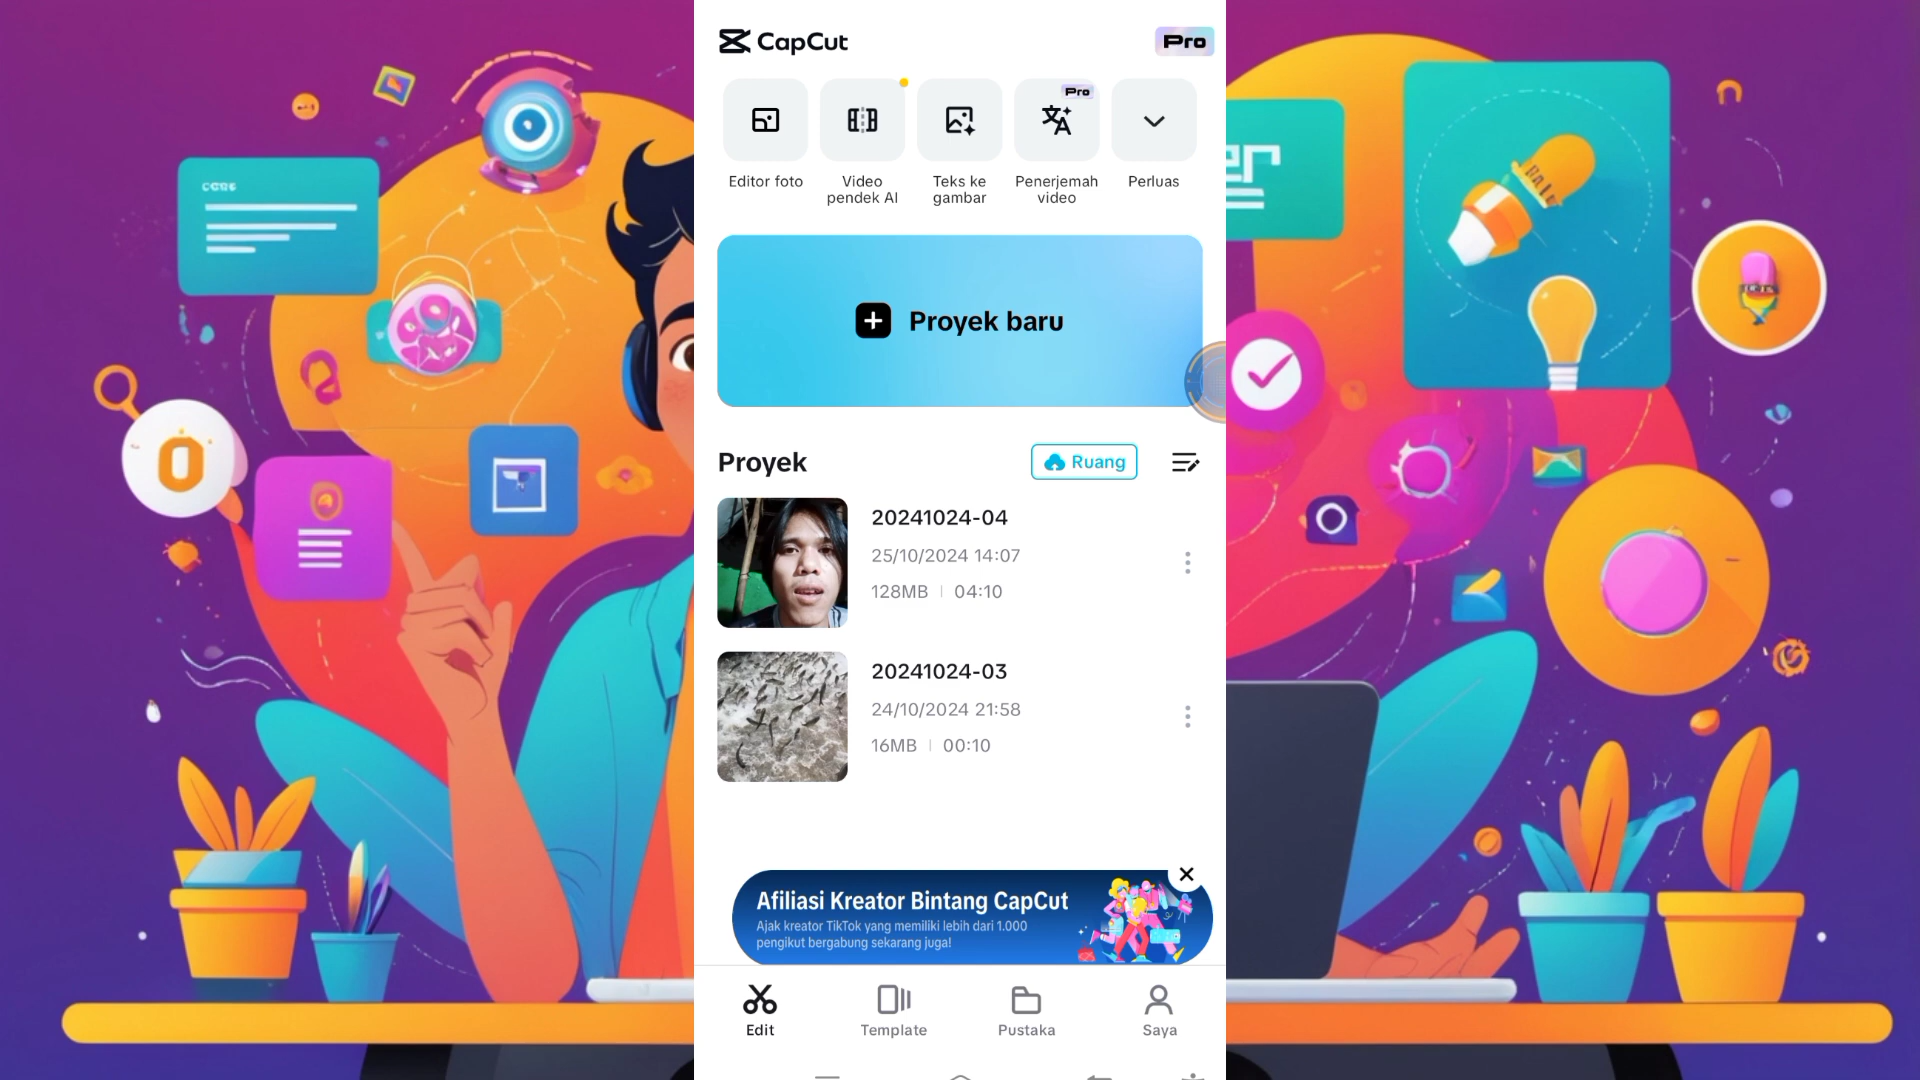 CapCut
Pro
Pro
Editor foto
Video
pendek AI
Teks ke
gambar
Penerjemah
video
Perluas
Proyek baru
Proyek
Ruang
20241024-04
25/10/2024 14:07
128MB | 04:10
20241024-03
24/10/2024 21:58
16MB | 00:10
Afiliasi Kreator Bintang CapCut
Ajak kreator TikTok yang memiliki lebih dari 1.000
pengikut bergabung sekarang juga!
Edit
Template
Pustaka
Saya